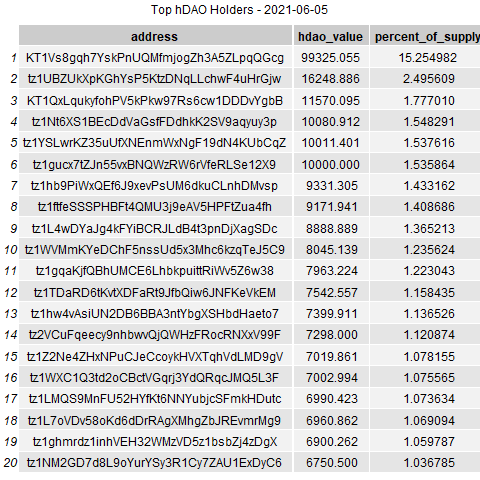 Top hDAO Holders - 2021-06-05
address hdao_value percent_of_supply
1 KT1Vs8gqh7YskPnUQMfmjogZh3A5ZLpqQGcg 99325.055 15.254982
2 tz1UBZUkXpKGhYsP5KtzDNqLLchwF4uHrGjw 16248.886 2.495609
3 KT1QxLqukyfohPV5kPkw97Rs6cw1DDDvYgbB 11570.095 1.777010
4 tz1Nt6XS1BEcDdVaGsfFDdhkK2SV9aqyuy3p 10080.912 1.548291
5 tz1YSLwrKZ35uUfXNEnmWxNgF19dN4KUbCqZ 10011.401 1.537616
6 tz1gucx7tZJn55vxBNQWzRW6rVfeRLSe12X9 10000.000 1.535864
7 tz1hb9PiWxQEf6J9xevPsUM6dkuCLnhDMvsp 9331.305 1.433162
8 tz1ftfeSSSPHBFt4QMU3j9eAV5HPFtZua4fh 9171.941 1.408686
9 tz1L4wDYaJg4kFYiBCRJLdB4t3pnDjXagSDc 8888.889 1.365213
10 tz1WVMmKYeDChF5nssUd5x3Mhc6kzqTeJ5C9 8045.139 1.235624
11 tz1gqaKjfQBhUMCE6LhbkpuittRiWv5Z6w38 7963.224 1.223043
12 tz1TDaRD6tKvtXDFaRt9JfbQiw6JNFKeVkEM 7542.557 1.158435
13 tz1hw4vAsiUN2DB6BBA3ntYbgXSHbdHaeto7 7399.911 1.136526
14 tz2VCuFqeecy9nhbwvQjQWHzFRocRNXxV99F 7298.000 1.120874
15 tz1Z2Ne4ZHxNPuCJeCcoykHVXTqhVdLMD9gV 7019.861 1.078155
16 tz1WXC1Q3td2oCBctVGqrj3YdQRqcJMQ5L3F 7002.994 1.075565
17 tz1LMQS9MnFU52HYfKt6NNYubjcSFmkHDutc 6990.423 1.073634
18 tz1L7oVDv58oKd6dDrRAgXMhgZbJREvmrMg9 6960.862 1.069094
19 tz1ghmrdz1inhVEH32WMzVD5z1bsbZj4zDgX 6900.262 1.059787
20 tz1NM2GD7d8L9oYurYSy3R1Cy7ZAU1ExDyC6 6750.500 1.036785